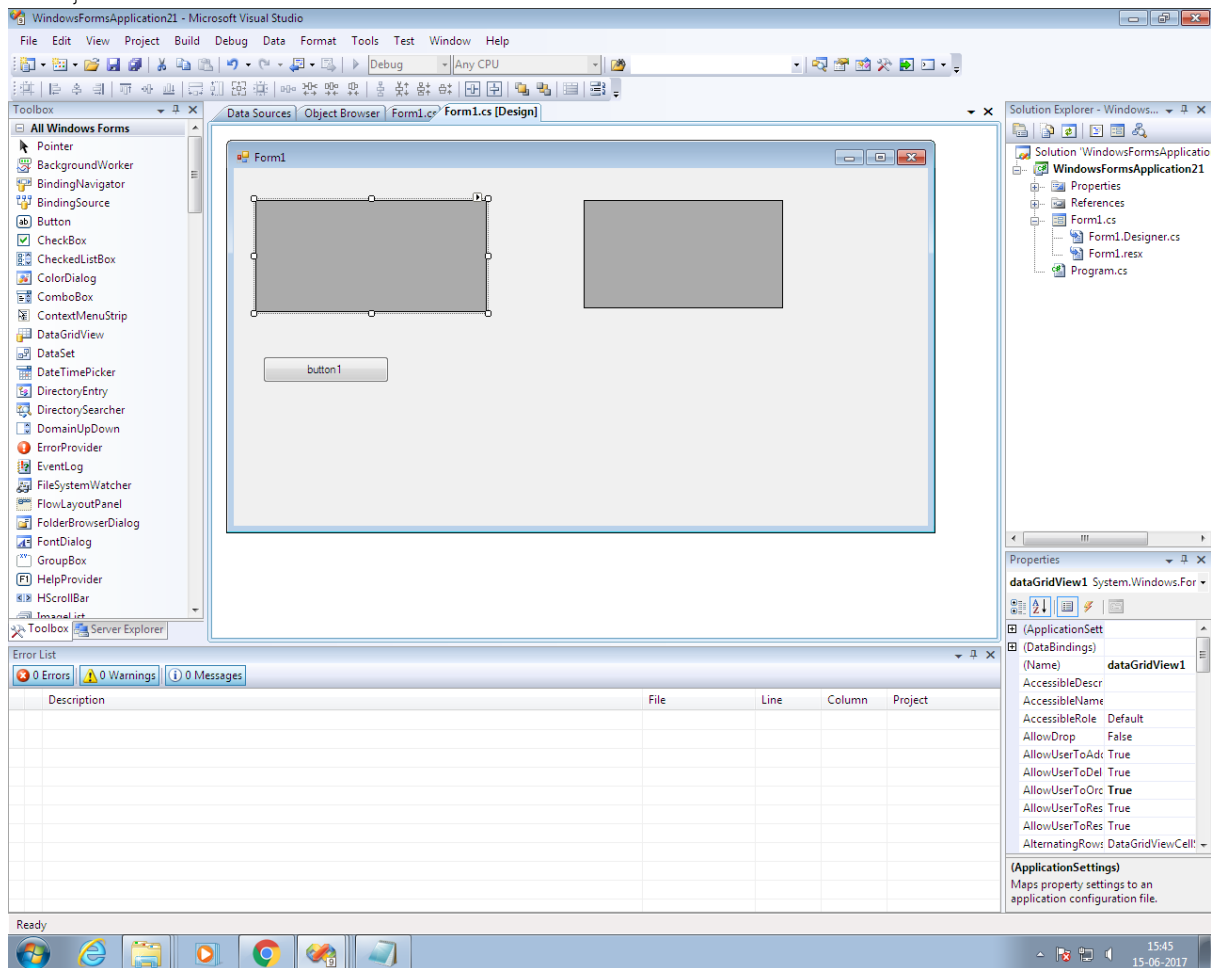 WindowsFormsApplication21 - Microsoft Visual Studio
File Edit View Project Build Debug Data Format Tools Test Window Help
Debug Any CPU
Toolbox
Data Sources Object Browser Form1.cs Form1.cs [Design]
Solution Explorer - Windows...
All Windows Forms
Pointer
BackgroundWorker
BindingNavigator
BindingSource
Button
CheckBox
CheckedListBox
ColorDialog
ComboBox
ContextMenuStrip
DataGridView
DataSet
DateTimePicker
DirectoryEntry
DirectorySearcher
DomainUpDown
ErrorProvider
EventLog
FileSystemWatcher
FlowLayoutPanel
FolderBrowserDialog
FontDialog
GroupBox
HelpProvider
HScrollBar
ImageList
Toolbox Server Explorer
Form1
button1
Solution 'WindowsFormsApplicatio
WindowsFormsApplication21
Properties
References
Form1.cs
Form1.Designer.cs
Form1.resx
Program.cs
Properties
dataGridView1 System.Windows.For
(ApplicationSett
(DataBindings)
(Name) dataGridView1
AccessibleDescr
AccessibleName
AccessibleRole Default
AllowDrop False
AllowUserToAdd True
AllowUserToDel True
AllowUserToOrc True
AllowUserToRes True
AllowUserToRes True
AlternatingRows DataGridViewCellS
(ApplicationSettings)
Maps property settings to an
application configuration file.
Error List
0 Errors 0 Warnings 0 Messages
Description File Line Column Project
Ready
15:45
15-06-2017